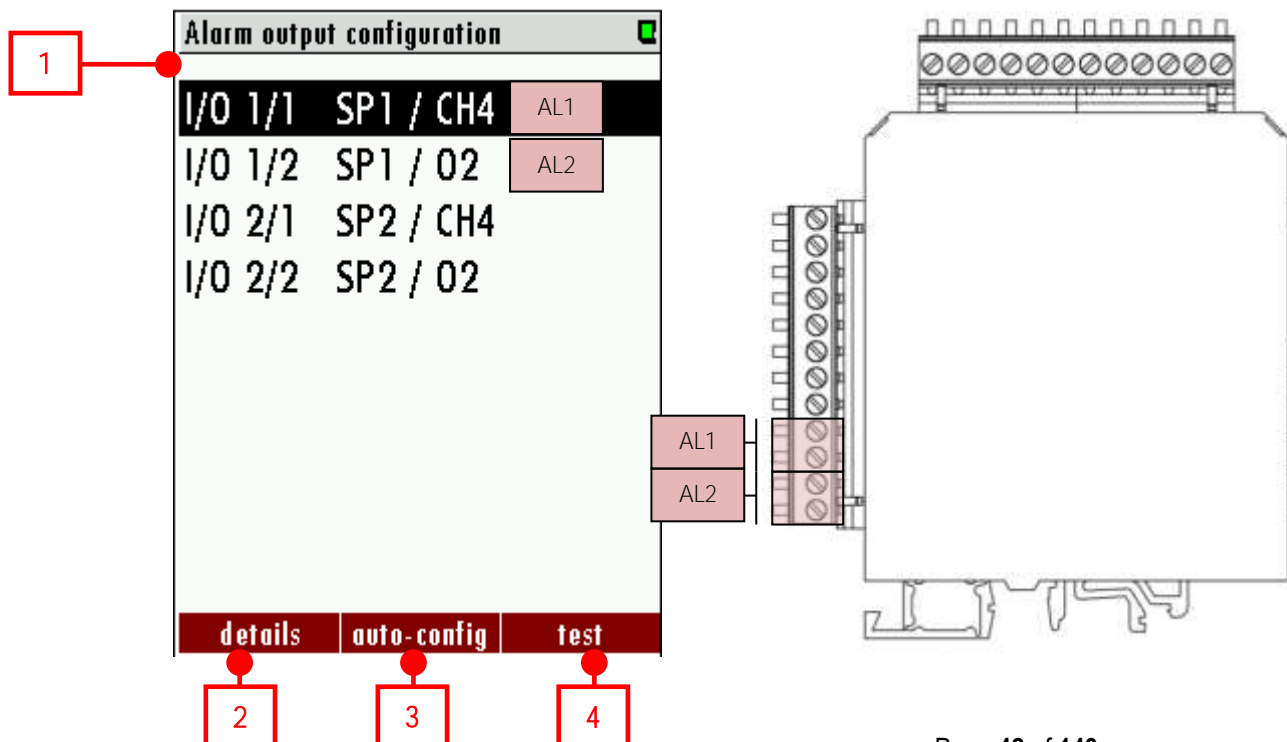 Alarm output configuration
1
I/O 1/1 SP1 / CH4 AL1
I/O 1/2 SP1 / O2 AL2
I/O 2/1 SP2 / CH4
I/O 2/2 SP2 / O2
AL1
AL2
details auto-config test
2 3 4